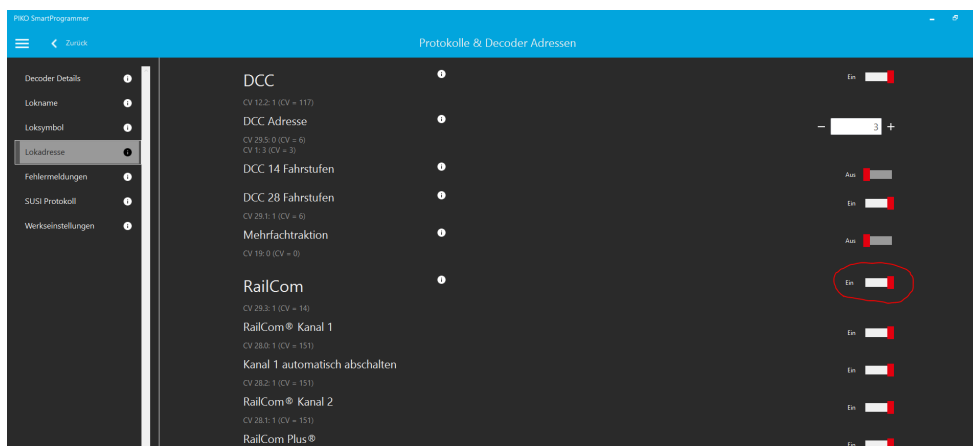 PIKO SmartProgrammer
Zurück
Protokolle & Decoder Adressen
Decoder Details
Lokname
Loksymbol
Lokadresse
Fehlermeldungen
SUSI Protokoll
Werkseinstellungen
DCC
Ein
CV 12.2: 1 (CV = 117)
DCC Adresse
3
CV 29.5: 0 (CV = 6)
CV 1: 3 (CV = 3)
DCC 14 Fahrstufen
Aus
DCC 28 Fahrstufen
Ein
CV 29.1: 1 (CV = 6)
Mehrfachtraktion
Aus
CV 19: 0 (CV = 0)
RailCom
Ein
CV 29.3: 1 (CV = 14)
RailCom® Kanal 1
Ein
CV 28.0: 1 (CV = 151)
Kanal 1 automatisch abschalten
Ein
CV 28.2: 1 (CV = 151)
RailCom® Kanal 2
Ein
CV 28.1: 1 (CV = 151)
RailCom Plus®
Ein